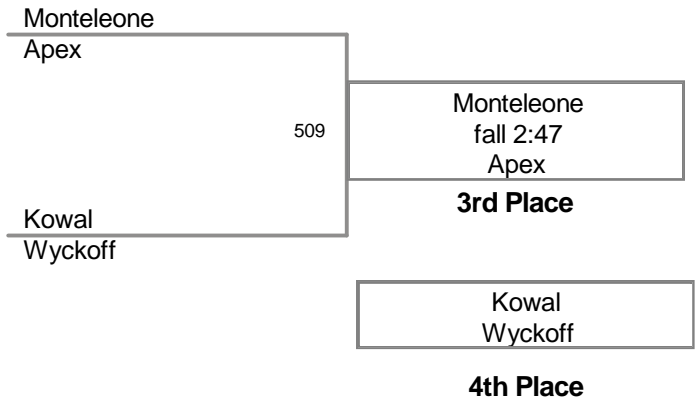 Monteleone
Apex
509
Monteleone
fall 2:47
Apex
3rd Place
Kowal
Wyckoff
Kowal
Wyckoff
4th Place